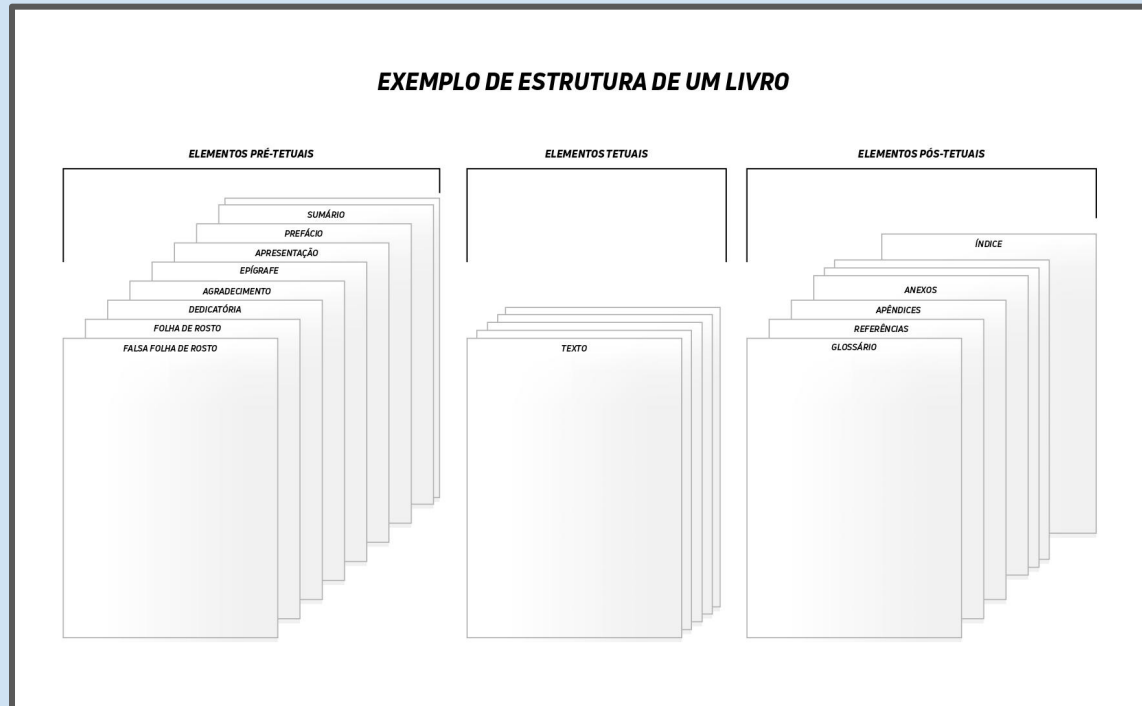 EXEMPLO DE ESTRUTURA DE UM LIVRO
ELEMENTOS PRÉ-TETUAIS
SUMÁRIO
PREFÁCIO
APRESENTAÇÃO
EPÍGRAFE
AGRADECIMENTO
DEDICATÓRIA
FOLHA DE ROSTO
FALSA FOLHA DE ROSTO
ELEMENTOS TETUAIS
TEXTO
ELEMENTOS PÓS-TETUAIS
ÍNDICE
ANEXOS
APÊNDICES
REFERÊNCIAS
GLOSSÁRIO